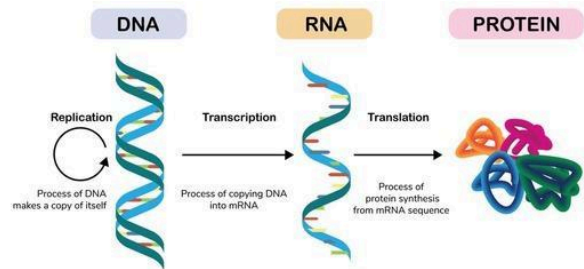 DNA
RNA
PROTEIN
Replication
Transcription
Translation
Process of DNA
makes a copy of itself
Process of copying DNA
into mRNA
Process of
protein synthesis
from mRNA sequence